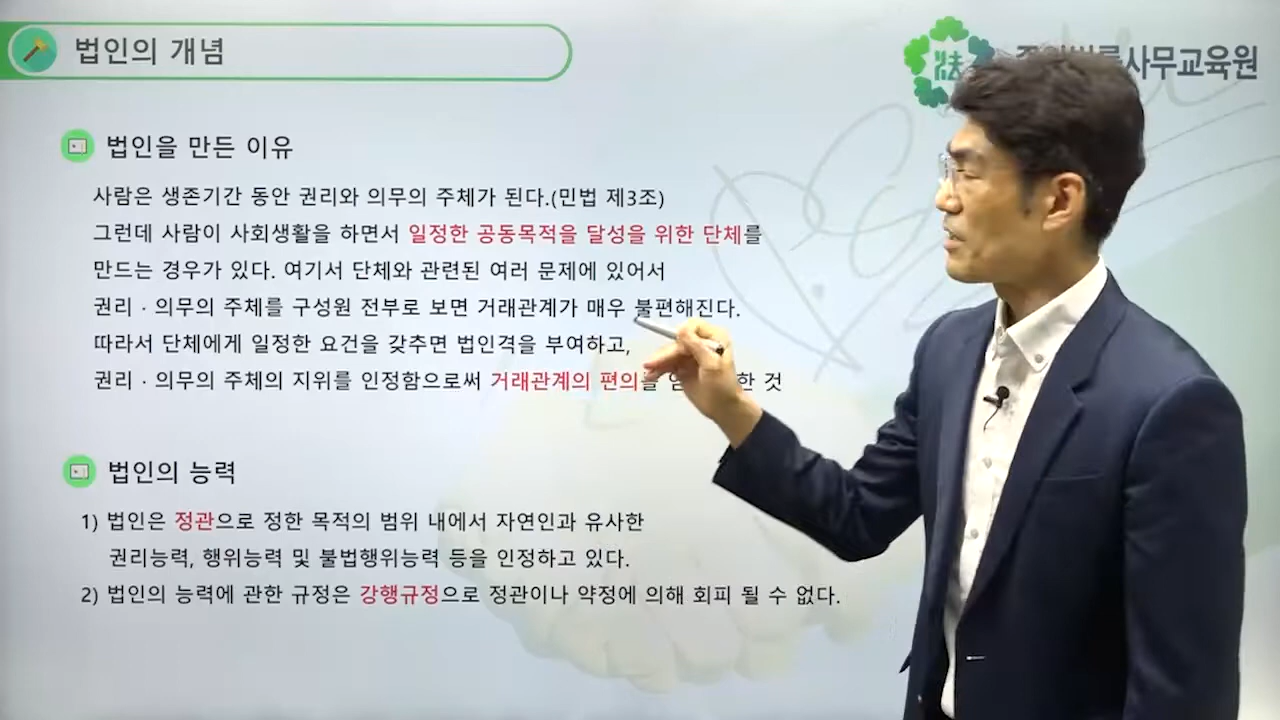 법인의 개념
사무교육원
법인을 만든 이유
사람은 생존기간 동안 권리와 의무의 주체가 된다.(민법 제3조)
그런데 사람이 사회생활을 하면서 일정한 공동목적을 달성을 위한 단체를
만드는 경우가 있다. 여기서 단체와 관련된 여러 문제에 있어서
권리 · 의무의 주체를 구성원 전부로 보면 거래관계가 매우 불편해진다.
따라서 단체에게 일정한 요건을 갖추면 법인격을 부여하고,
권리 · 의무의 주체의 지위를 인정함으로써 거래관계의 편의를 한 것
법인의 능력
1) 법인은 정관으로 정한 목적의 범위 내에서 자연인과 유사한
권리능력, 행위능력 및 불법행위능력 등을 인정하고 있다.
2) 법인의 능력에 관한 규정은 강행규정으로 정관이나 약정에 의해 회피 될 수 없다.